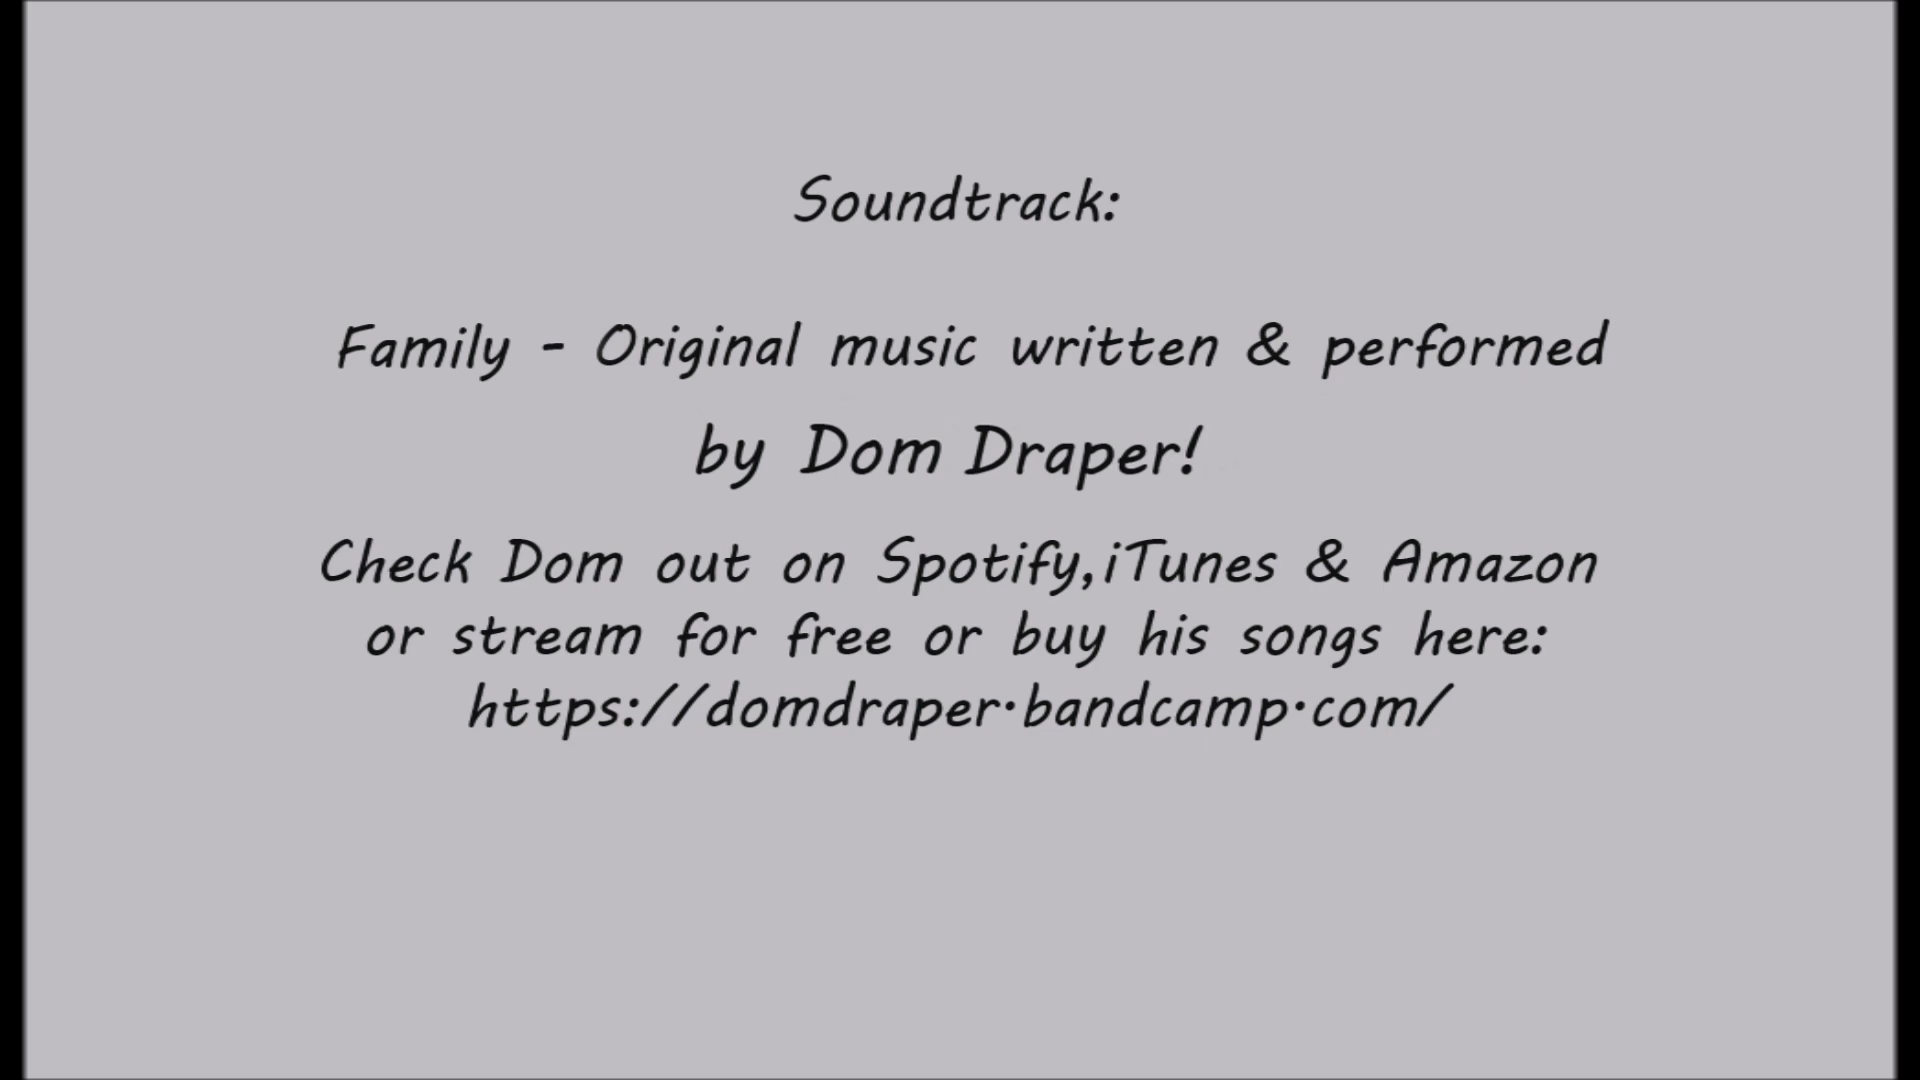 Soundtrack:
Family - Original music written & performed
by Dom Draper!
Check Dom out on Spotify,iTunes & Amazon
or stream for free or buy his songs here:
https://domdraper.bandcamp.com/